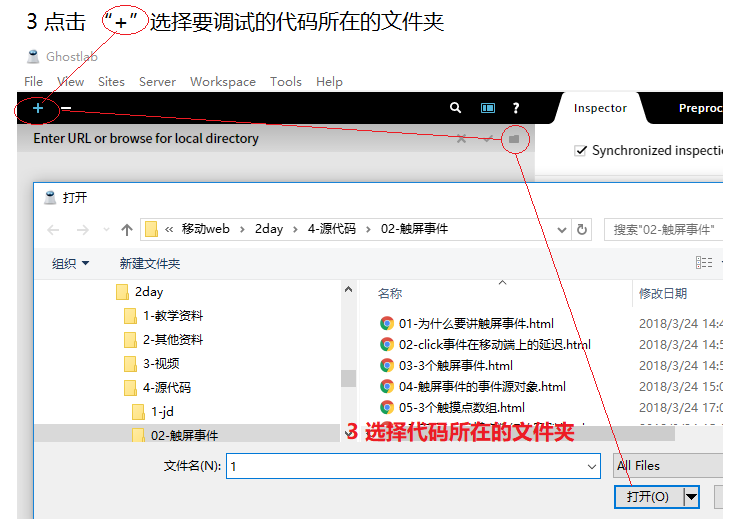 3 点击 “+” 选择要调试的代码所在的文件夹
Ghostlab
File View Sites Server Workspace Tools Help
Inspector Preproc
Enter URL or browse for local directory
Synchronized inspectio
打开
« 移动web > 2day > 4-源代码 > 02-触屏事件
搜索"02-触屏事件"
组织 新建文件夹
2day
1-教学资料
2-其他资料
3-视频
4-源代码
1-jd
02-触屏事件
名称 修改日期
01-为什么要讲触屏事件.html 2018/3/24 14:4
02-click事件在移动端上的延迟.html 2018/3/24 14:5
03-3个触屏事件.html 2018/3/24 14:5
04-触屏事件的事件源对象.html 2018/3/24 15:0
05-3个触摸点数组.html 2018/3/24 17:0
3 选择代码所在的文件夹
文件名(N): 1
All Files
打开(O)